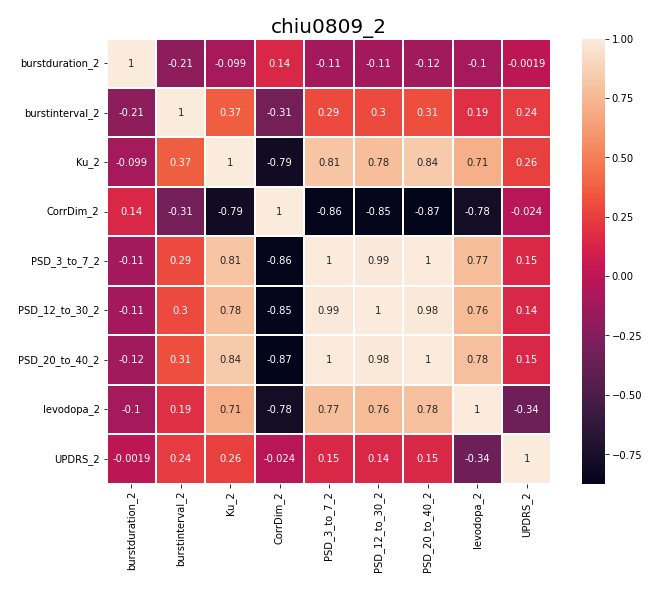 chiu0809_2
burstduration_2 1 -0.21 -0.099 0.14 -0.11 -0.11 -0.12 -0.1 -0.0019
burstinterval_2 -0.21 1 0.37 -0.31 0.29 0.3 0.31 0.19 0.24
Ku_2 -0.099 0.37 1 -0.79 0.81 0.78 0.84 0.71 0.26
CorrDim_2 0.14 -0.31 -0.79 1 -0.86 -0.85 -0.87 -0.78 -0.024
PSD_3_to_7_2 -0.11 0.29 0.81 -0.86 1 0.99 1 0.77 0.15
PSD_12_to_30_2 -0.11 0.3 0.78 -0.85 0.99 1 0.98 0.76 0.14
PSD_20_to_40_2 -0.12 0.31 0.84 -0.87 1 0.98 1 0.78 0.15
levodopa_2 -0.1 0.19 0.71 -0.78 0.77 0.76 0.78 1 -0.34
UPDRS_2 -0.0019 0.24 0.26 -0.024 0.15 0.14 0.15 -0.34 1
burstduration_2
burstinterval_2
Ku_2
CorrDim_2
PSD_3_to_7_2
PSD_12_to_30_2
PSD_20_to_40_2
levodopa_2
UPDRS_2
1.00
0.75
0.50
0.25
0.00
−0.25
−0.50
−0.75